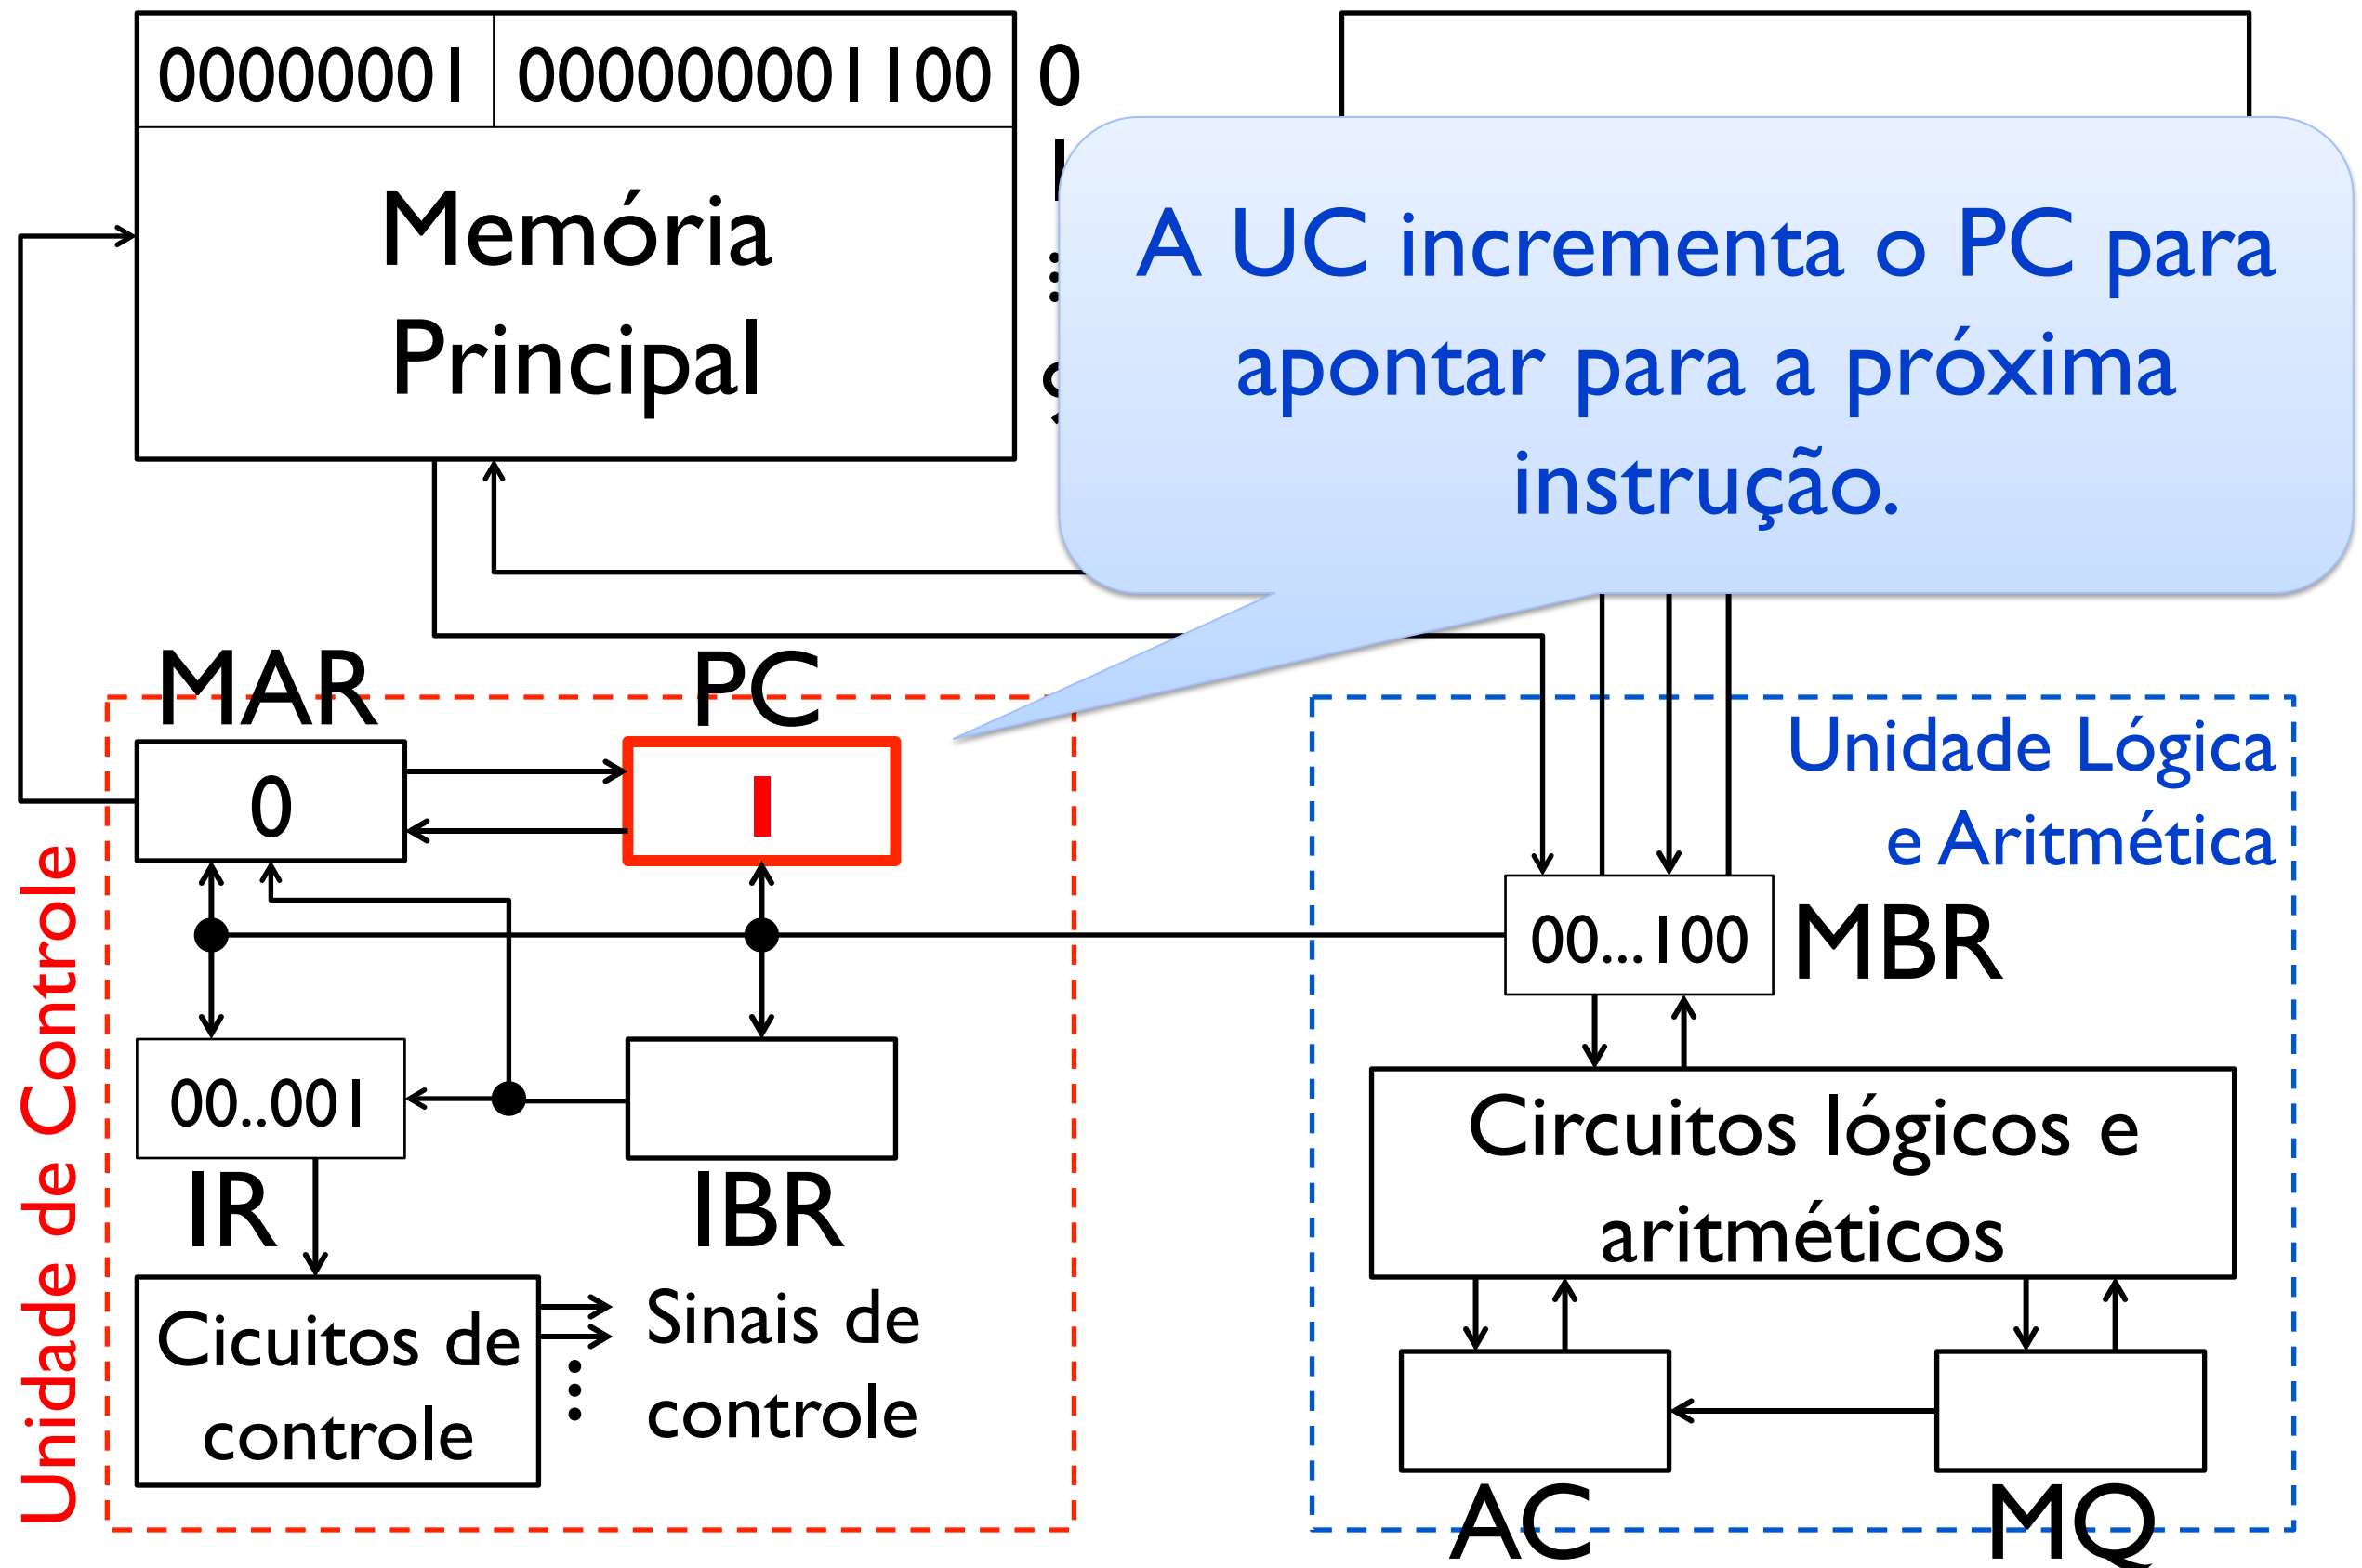 00000001 000000001100 0
Memória
Principal
A UC incrementa o PC para
apontar para a próxima
instrução.
MAR PC
0 1
Unidade Lógica
e Aritmética
00...100 MBR
Unidade de Controle
00..001
IR IBR
Circuitos lógicos e
aritméticos
Cicuitos de
controle
Sinais de
controle
AC MQ